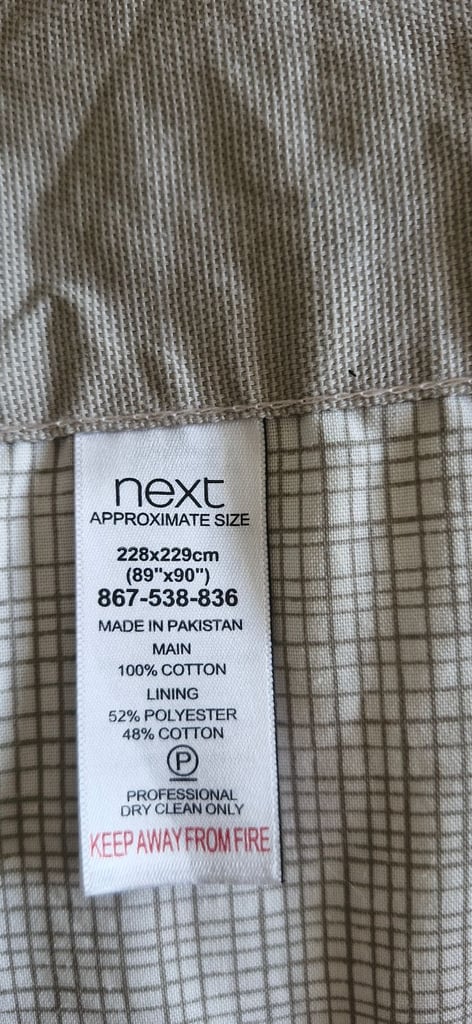 next
APPROXIMATE SIZE
228x229cm
(89"x90")
867-538-836
MADE IN PAKISTAN
MAIN
100% COTTON
LINING
52% POLYESTER
48% COTTON
P
PROFESSIONAL
DRY CLEAN ONLY
KEEP AWAY FROM FIRE